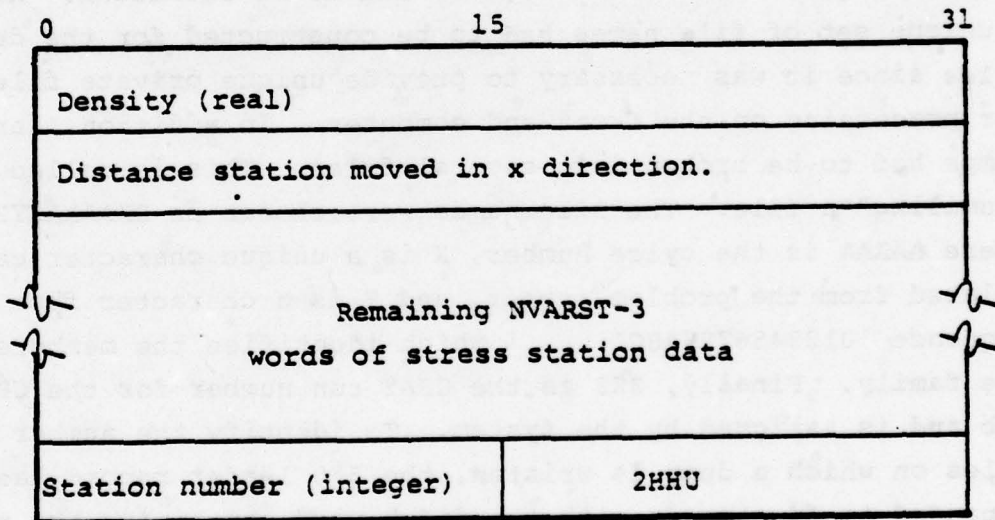 0 15 31
Density (real)
Distance station moved in x direction.
Remaining NVARST-3
words of stress station data
Station number (integer) 2HHU